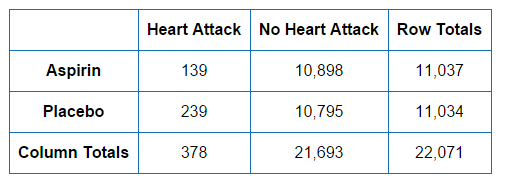 Heart Attack No Heart Attack Row Totals
Aspirin 139 10,898 11,037
Placebo 239 10,795 11,034
Column Totals 378 21,693 22,071